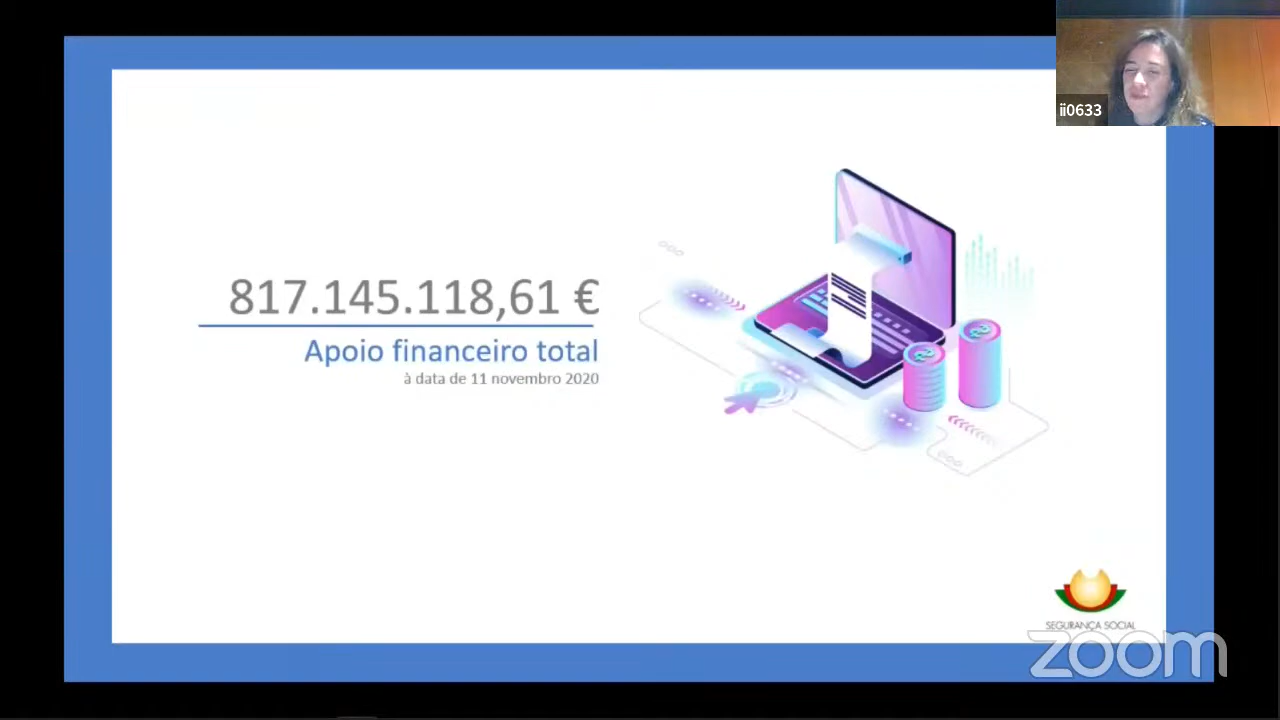 ii0633
817.145.118,61 €
Apoio financeiro total
à data de 11 novembro 2020
SEGURANÇA SOCIAL
zoom